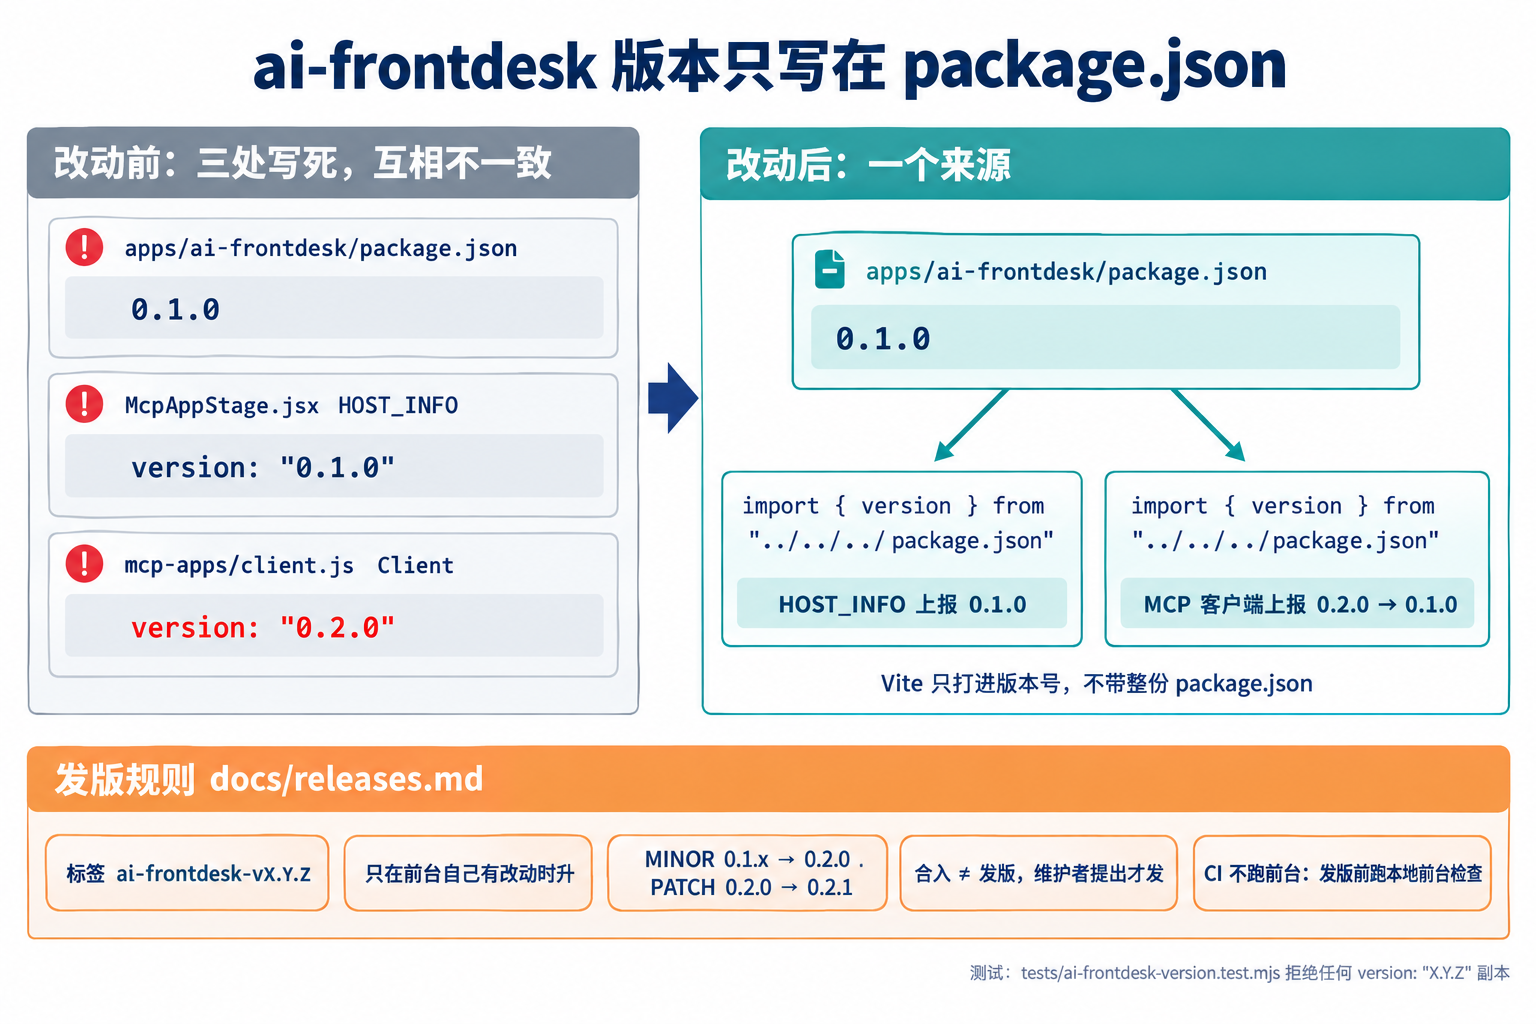 ai-frontdesk 版本只写在 package.json
改动前：三处写死，互相不一致
apps/ai-frontdesk/package.json
0.1.0
McpAppStage.jsx HOST_INFO
version: "0.1.0"
mcp-apps/client.js Client
version: "0.2.0"
改动后：一个来源
apps/ai-frontdesk/package.json
0.1.0
import { version } from
"../../../package.json"
HOST_INFO 上报 0.1.0
import { version } from
"../../../package.json"
MCP 客户端上报 0.2.0 → 0.1.0
Vite 只打进版本号，不带整份 package.json
发版规则 docs/releases.md
标签 ai-frontdesk-vX.Y.Z
只在前台自己有改动时升
MINOR 0.1.x → 0.2.0 .
PATCH 0.2.0 → 0.2.1
合入 ≠ 发版，维护者提出才发
CI 不跑前台：发版前跑本地前台检查
测试：tests/ai-frontdesk-version.test.mjs 拒绝任何 version: "X.Y.Z" 副本